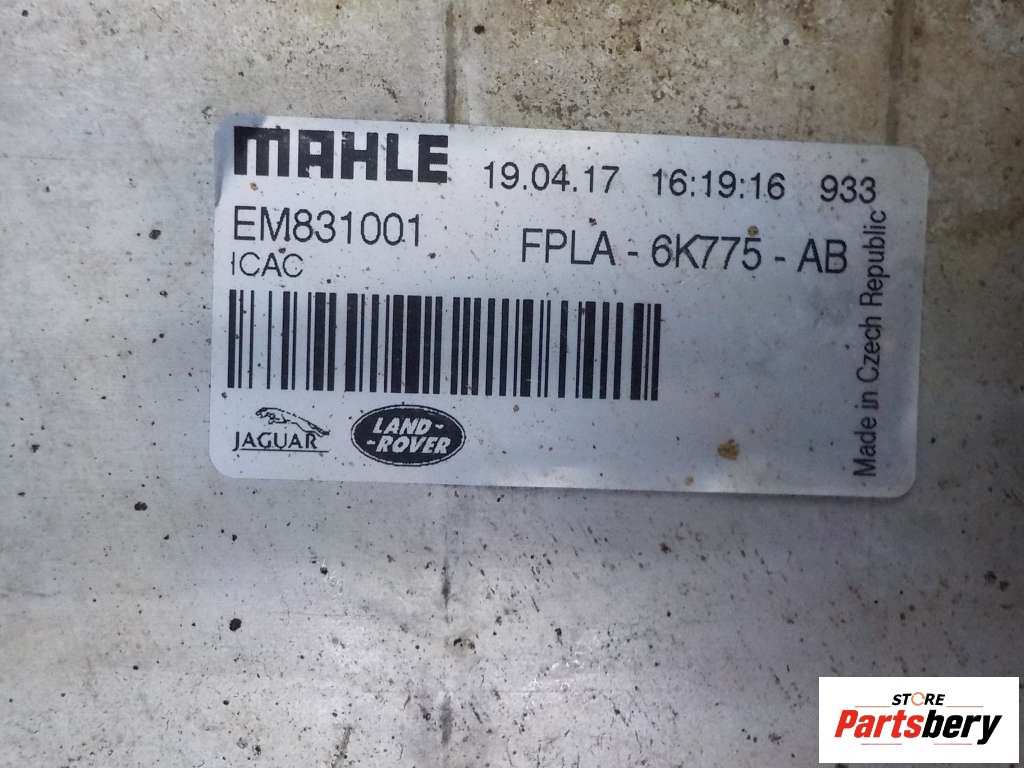 MAHLE 19.04.17 16:19:16 933
EM831001 FPLA - 6K775 - AB
ICAC
Made in Czech Republic
JAGUAR
LAND-
-ROVER
STORE
Partsbery